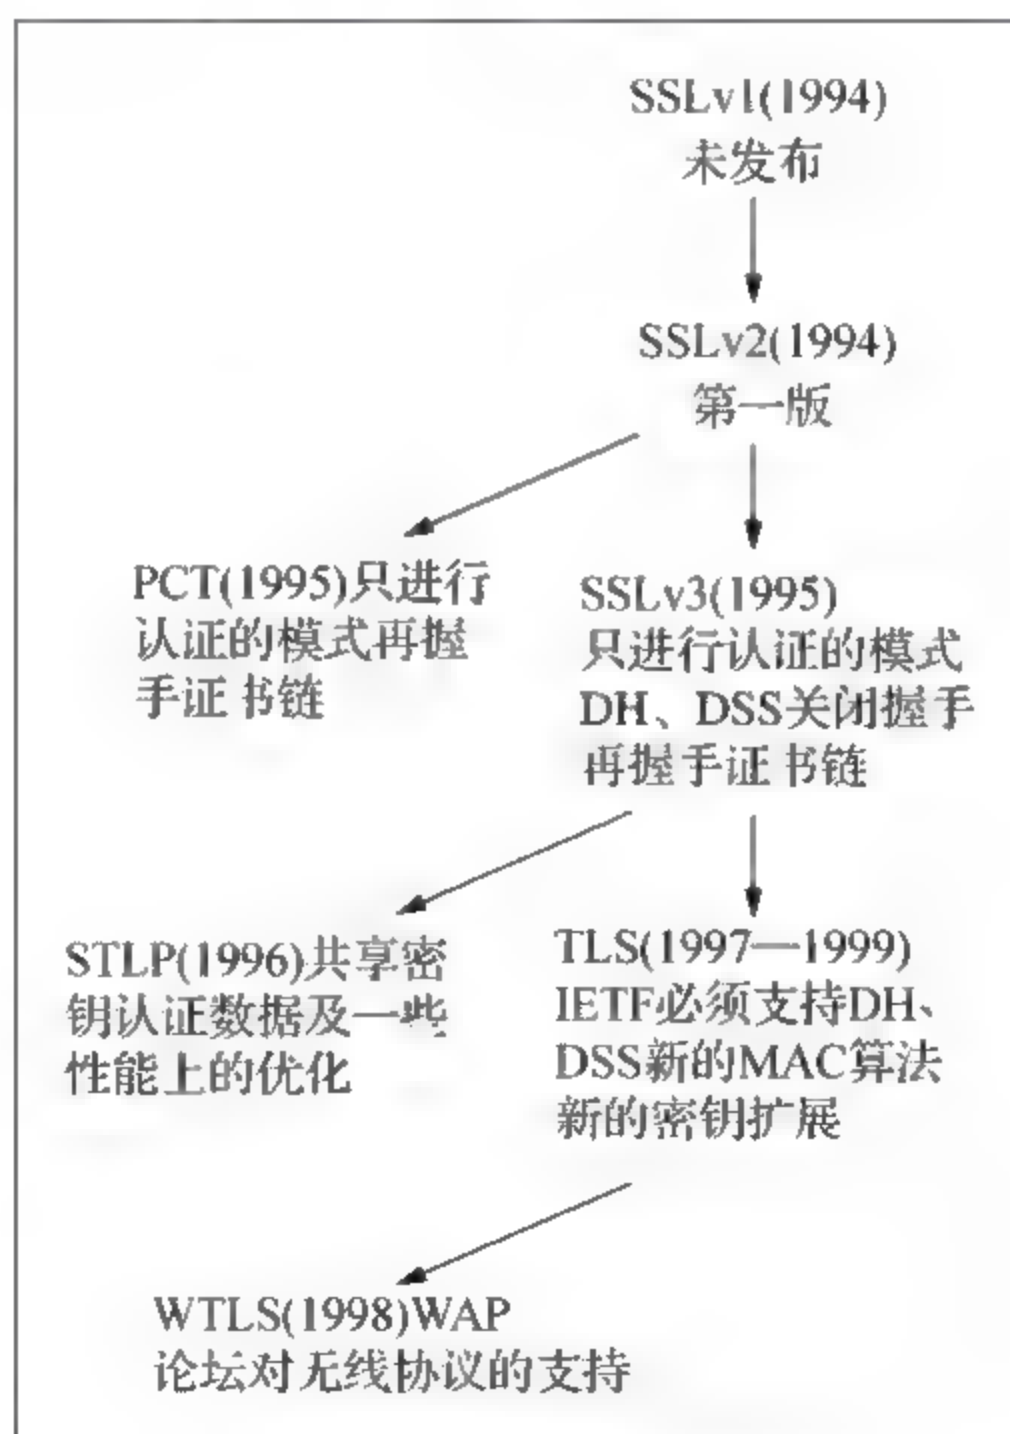 SSLv1(1994)
未发布
SSLv2(1994)
第一版
PCT(1995)只进行
认证的模式再握
手证书链
SSLv3(1995)
只进行认证的模式
DH、DSS关闭握手
再握手证书链
STLP(1996)共享密
钥认证数据及一些
性能上的优化
TLS(1997—1999)
IETF必须支持DH、
DSS新的MAC算法
新的密钥扩展
WTLS(1998)WAP
论坛对无线协议的支持